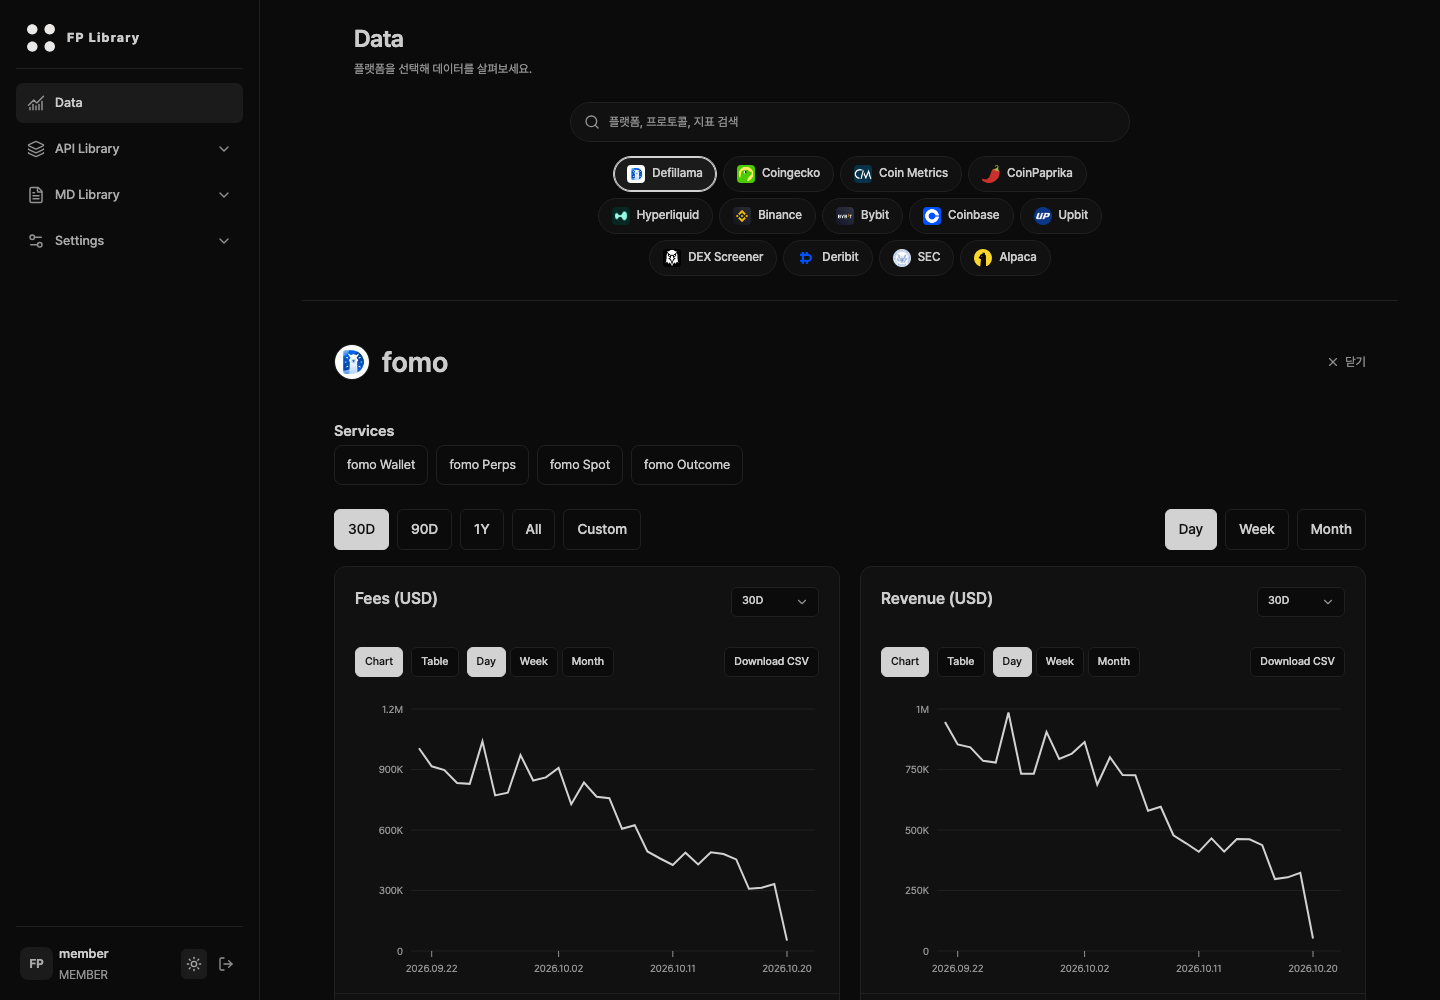 FP Library
Data
API Library
MD Library
Settings
FP
member
MEMBER
Data
플랫폼을 선택해 데이터를 살펴보세요.
플랫폼, 프로토콜, 지표 검색
Defillama
Coingecko
CM
Coin Metrics
CoinPaprika
Hyperliquid
Binance
BYBIT
Bybit
Coinbase
UP
Upbit
DEX Screener
Deribit
SEC
Alpaca
fomo
닫기
Services
fomo Wallet
fomo Perps
fomo Spot
fomo Outcome
30D
90D
1Y
All
Custom
Day
Week
Month
Fees (USD)
30D
Chart
Table
Day
Week
Month
Download CSV
1.2M
900K
600K
300K
0
2026.09.22
2026.10.02
2026.10.11
2026.10.20
Revenue (USD)
30D
Chart
Table
Day
Week
Month
Download CSV
1M
750K
500K
250K
0
2026.09.22
2026.10.02
2026.10.11
2026.10.20